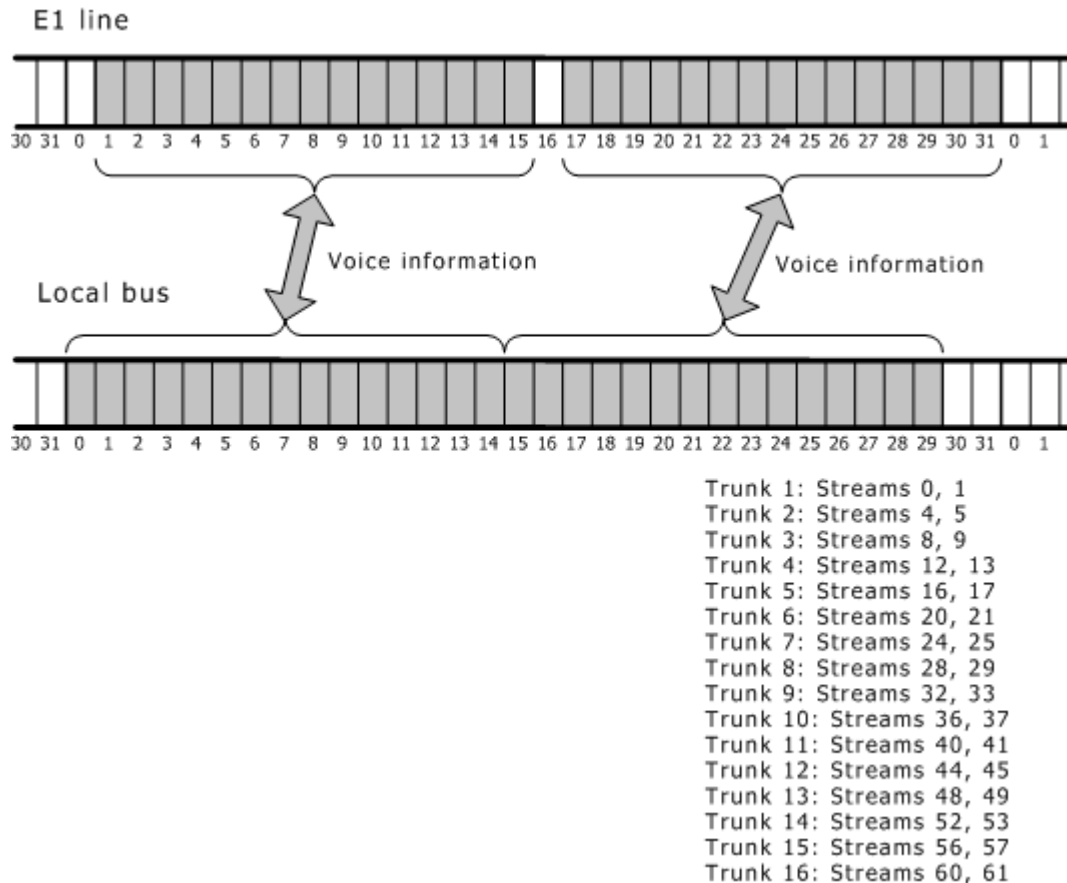 E1 line
30 31 0 1 2 3 4 5 6 7 8 9 10 11 12 13 14 15 16 17 18 19 20 21 22 23 24 25 26 27 28 29 30 31 0 1
Voice information
Voice information
Local bus
30 31 0 1 2 3 4 5 6 7 8 9 10 11 12 13 14 15 16 17 18 19 20 21 22 23 24 25 26 27 28 29 30 31 0 1
Trunk 1: Streams 0, 1
Trunk 2: Streams 4, 5
Trunk 3: Streams 8, 9
Trunk 4: Streams 12, 13
Trunk 5: Streams 16, 17
Trunk 6: Streams 20, 21
Trunk 7: Streams 24, 25
Trunk 8: Streams 28, 29
Trunk 9: Streams 32, 33
Trunk 10: Streams 36, 37
Trunk 11: Streams 40, 41
Trunk 12: Streams 44, 45
Trunk 13: Streams 48, 49
Trunk 14: Streams 52, 53
Trunk 15: Streams 56, 57
Trunk 16: Streams 60, 61